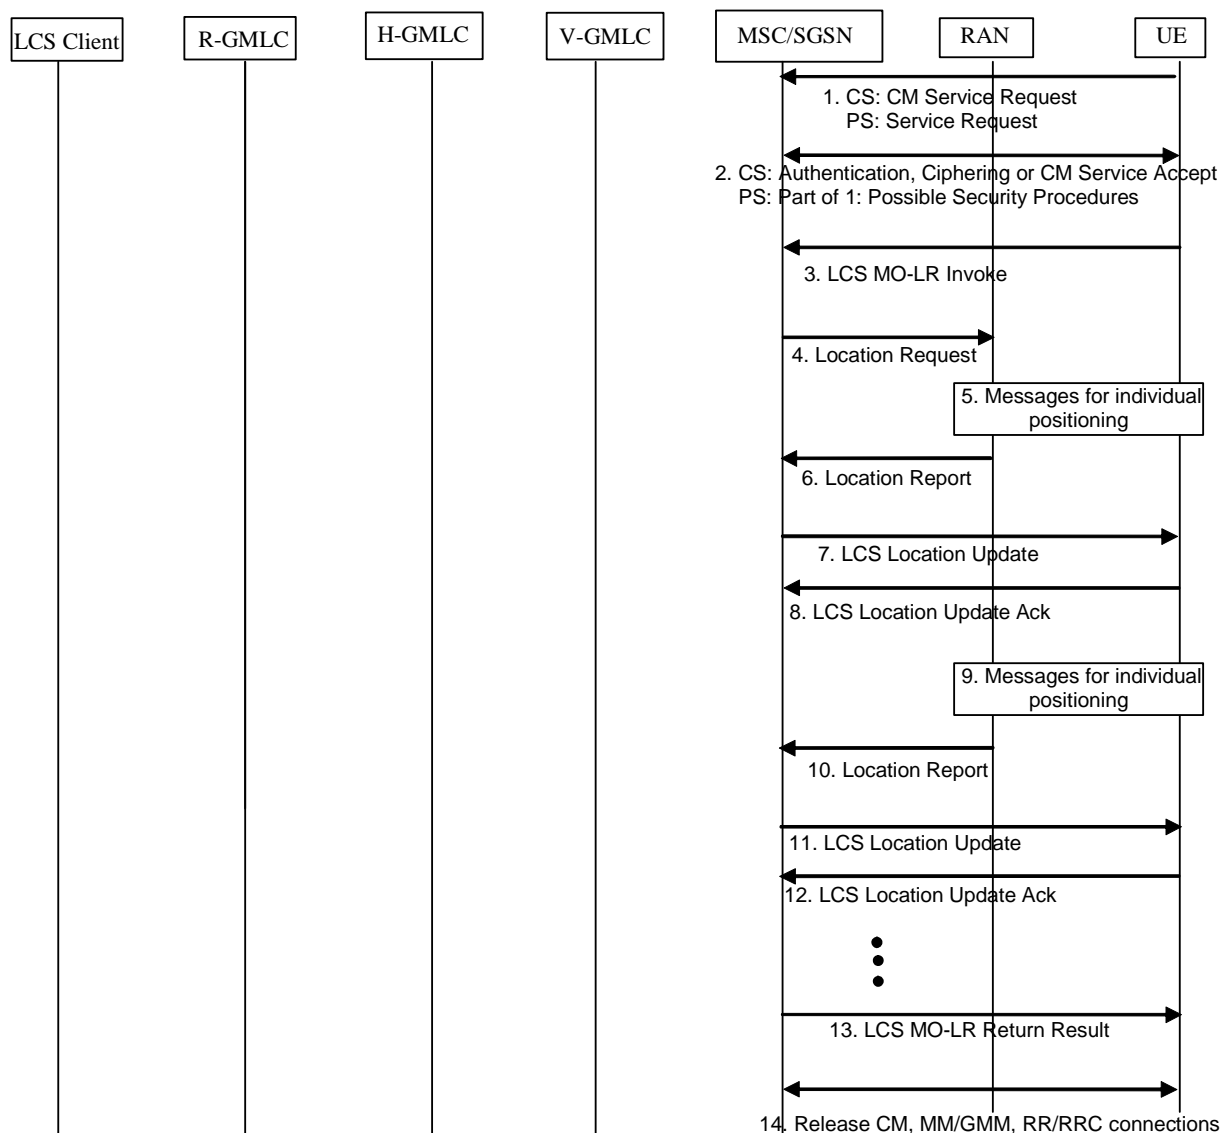 LCS Client
R-GMLC
H-GMLC
V-GMLC
MSC/SGSN
RAN
UE
1. CS: CM Service Request
PS: Service Request
2. CS: Authentication, Ciphering or CM Service Accept
PS: Part of 1: Possible Security Procedures
3. LCS MO-LR Invoke
4. Location Request
5. Messages for individual
positioning
6. Location Report
7. LCS Location Update
8. LCS Location Update Ack
9. Messages for individual
positioning
10. Location Report
11. LCS Location Update
12. LCS Location Update Ack
13. LCS MO-LR Return Result
14. Release CM, MM/GMM, RR/RRC connections